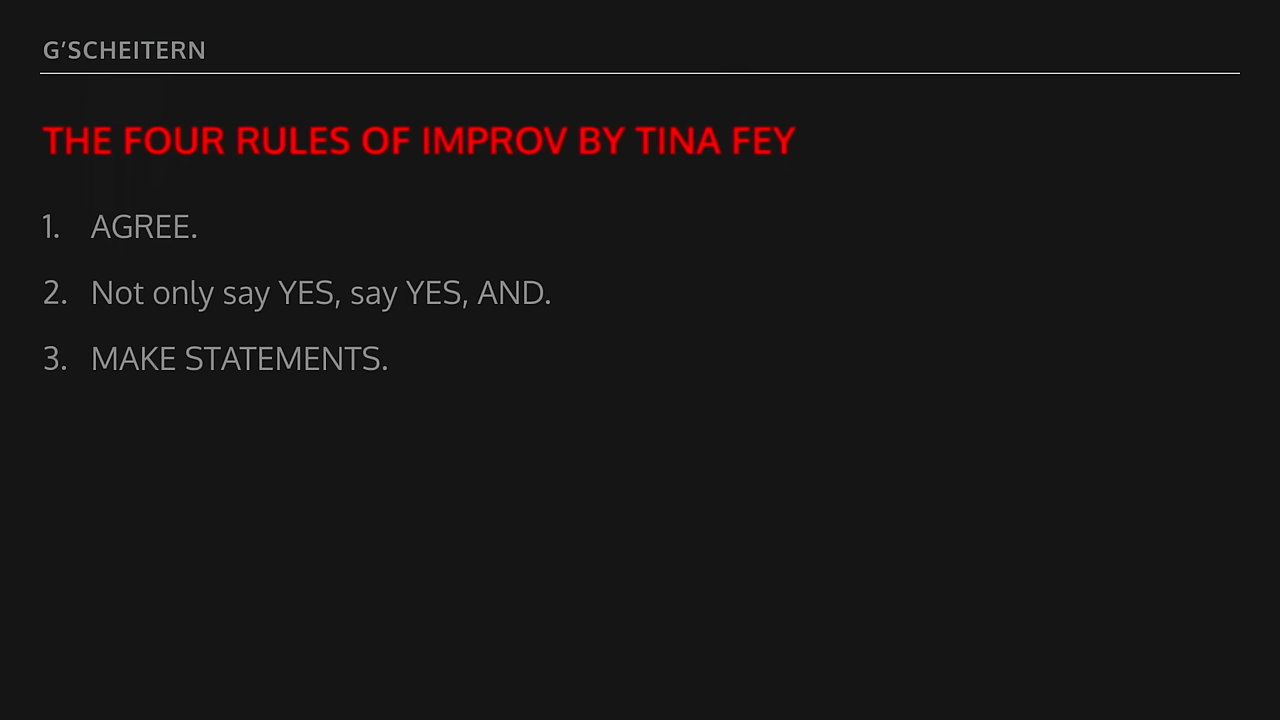 G’SCHEITERN
THE FOUR RULES OF IMPROV BY TINA FEY
1. AGREE.
2. Not only say YES, say YES, AND.
3. MAKE STATEMENTS.